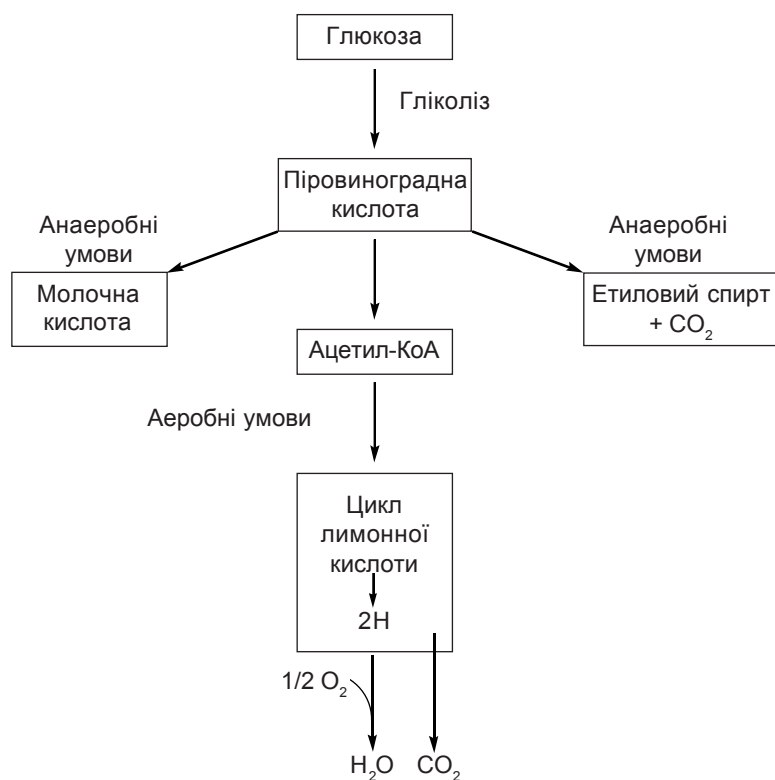 Глюкоза
Гліколіз
Піровиноградна
кислота
Анаеробні
умови
Анаеробні
умови
Молочна
кислота
Етиловий спирт
+ CO₂
Ацетил-КоА
Аеробні умови
Цикл
лимонної
кислоти
2H
1/2 O₂
H₂O CO₂